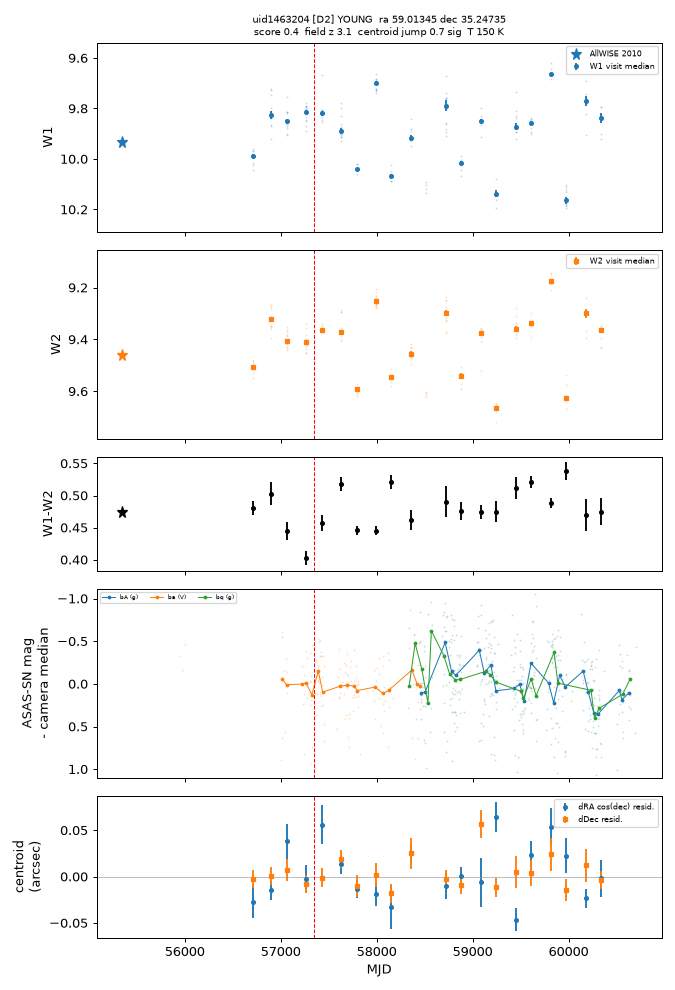 uid1463204 [D2] YOUNG  ra 59.01345 dec 35.24735
score 0.4  field z 3.1  centroid jump 0.7 sig  T 150 K
9.6
9.8
10.0
10.2
W1
AllWISE 2010
W1 visit median
9.2
9.4
9.6
W2
W2 visit median
0.55
0.50
0.45
0.40
W1-W2
−1.0
−0.5
0.0
0.5
1.0
ASAS-SN mag
- camera median
bA (g)
ba (V)
bq (g)
0.05
0.00
−0.05
centroid
(arcsec)
dRA cos(dec) resid.
dDec resid.
56000
57000
58000
59000
60000
MJD